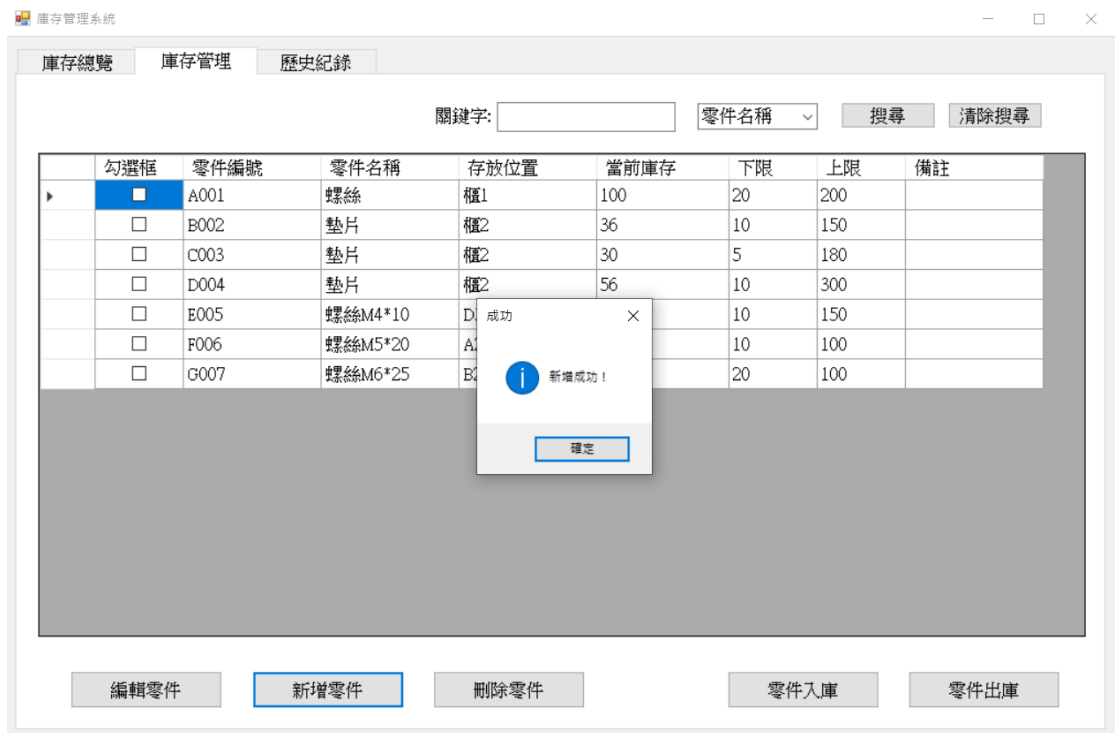 庫存管理系統
庫存總覽 庫存管理 歷史紀錄
關鍵字: 零件名稱 搜尋 清除搜尋
勾選框 零件編號 零件名稱 存放位置 當前庫存 下限 上限 備註
A001 螺絲 櫃1 100 20 200
B002 墊片 櫃2 36 10 150
C003 墊片 櫃2 30 5 180
D004 墊片 櫃2 56 10 300
E005 螺絲M4*10 10 150
F006 螺絲M5*20 10 100
G007 螺絲M6*25 20 100
成功
新增成功！
確定
編輯零件 新增零件 刪除零件 零件入庫 零件出庫